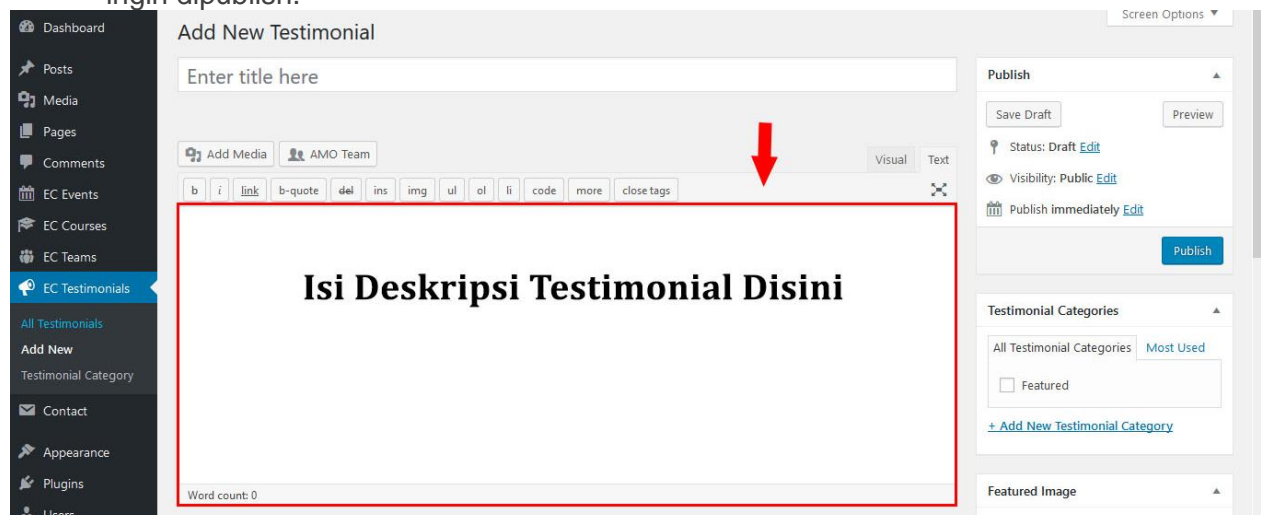 ingin dipublish.
Screen Options ▼
Dashboard
Posts
Media
Pages
Comments
EC Events
EC Courses
EC Teams
EC Testimonials
All Testimonials
Add New
Testimonial Category
Contact
Appearance
Plugins
Users
Add New Testimonial
Enter title here
Add Media AMO Team
Visual Text
b i link b-quote del ins img ul ol li code more close tags
Isi Deskripsi Testimonial Disini
Word count: 0
Publish
Save Draft Preview
Status: Draft Edit
Visibility: Public Edit
Publish immediately Edit
Publish
Testimonial Categories
All Testimonial Categories Most Used
Featured
+ Add New Testimonial Category
Featured Image